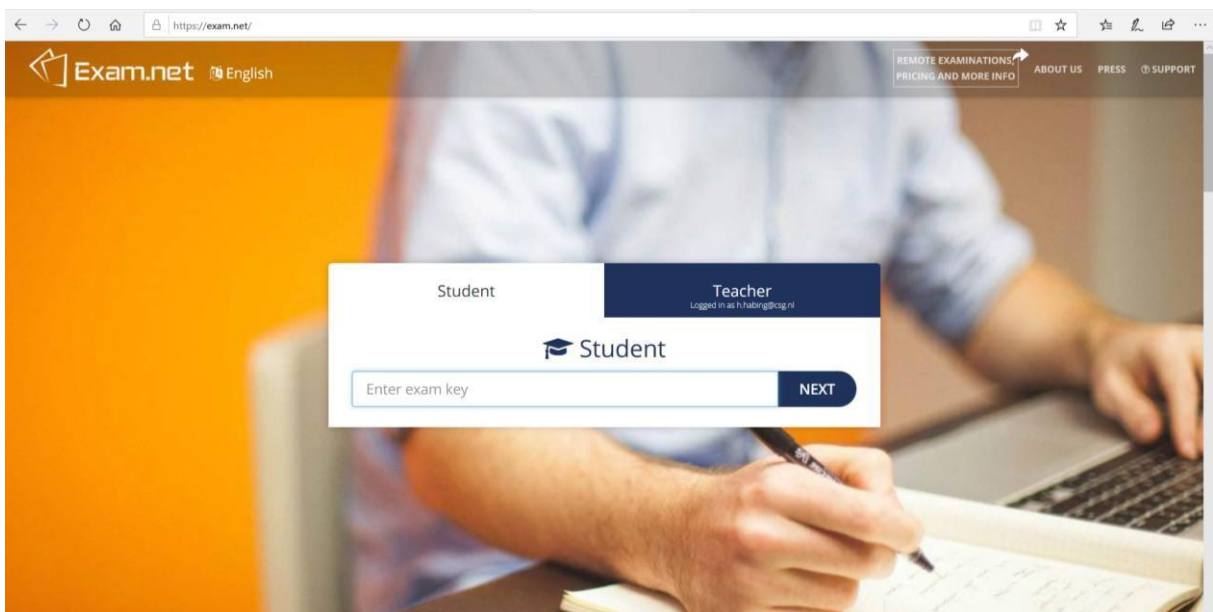 https://exam.net/
Exam.net English
REMOTE EXAMINATIONS,
PRICING AND MORE INFO
ABOUT US PRESS SUPPORT
Student
Teacher
Logged in as h.habing@csg.nl
Student
Enter exam key
NEXT